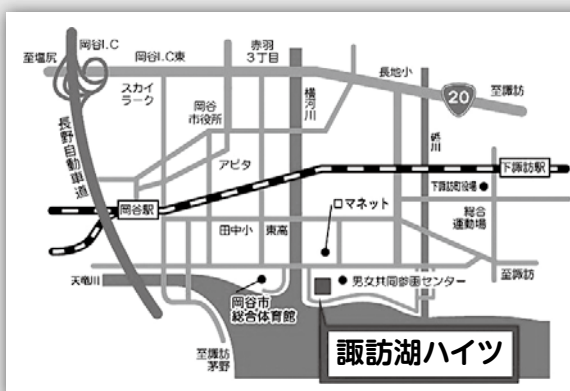 岡谷I.C
至塩尻
岡谷I.C東
赤羽
3丁目
長地小
スカイ
ラーク
岡谷
市役所
横河川
20
至諏訪
長野自動車道
アピタ
砥川
下諏訪駅
下諏訪町役場
岡谷駅
ロマネット
総合
運動場
田中小
東高
天竜川
男女共同参画センター
至諏訪
岡谷市
総合体育館
諏訪湖ハイツ
至諏訪
茅野